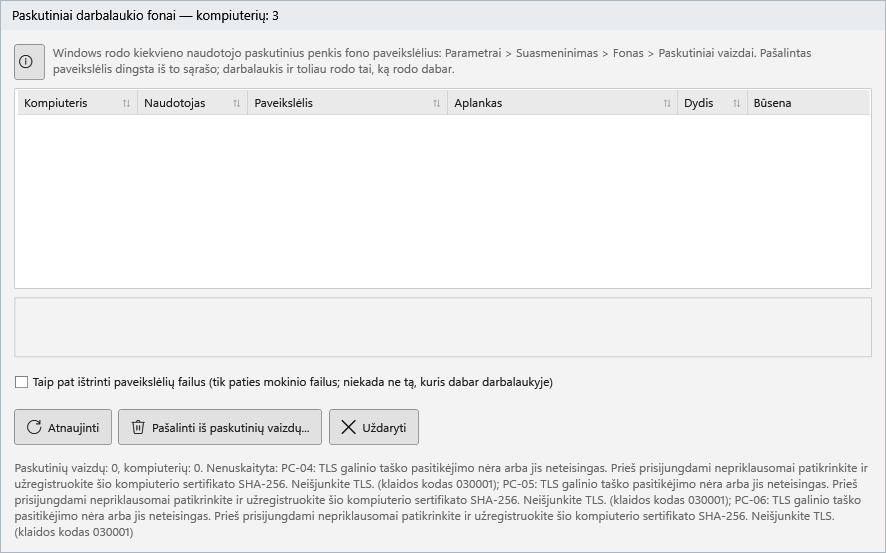 Paskutiniai darbalaukio fonai — kompiuterių: 3
Windows rodo kiekvieno naudotojo paskutinius penkis fono paveikslėlius: Parametrai > Suasmeninimas > Fonas > Paskutiniai vaizdai. Pašalintas
paveikslėlis dingsta iš to sąrašo; darbalaukis ir toliau rodo tai, ką rodo dabar.
Kompiuteris Naudotojas Paveikslėlis Aplankas Dydis Būsena
Taip pat ištrinti paveikslėlių failus (tik paties mokinio failus; niekada ne tą, kuris dabar darbalaukyje)
Atnaujinti Pašalinti iš paskutinių vaizdų... Uždaryti
Paskutinių vaizdų: 0, kompiuterių: 0. Nenuskaityta: PC-04: TLS galinio taško pasitikėjimo nėra arba jis neteisingas. Prieš prisijungdami nepriklausomai patikrinkite ir
užregistruokite šio kompiuterio sertifikato SHA-256. Neišjunkite TLS. (klaidos kodas 030001); PC-05: TLS galinio taško pasitikėjimo nėra arba jis neteisingas. Prieš
prisijungdami nepriklausomai patikrinkite ir užregistruokite šio kompiuterio sertifikato SHA-256. Neišjunkite TLS. (klaidos kodas 030001); PC-06: TLS galinio taško
pasitikėjimo nėra arba jis neteisingas. Prieš prisijungdami nepriklausomai patikrinkite ir užregistruokite šio kompiuterio sertifikato SHA-256. Neišjunkite TLS.
(klaidos kodas 030001)